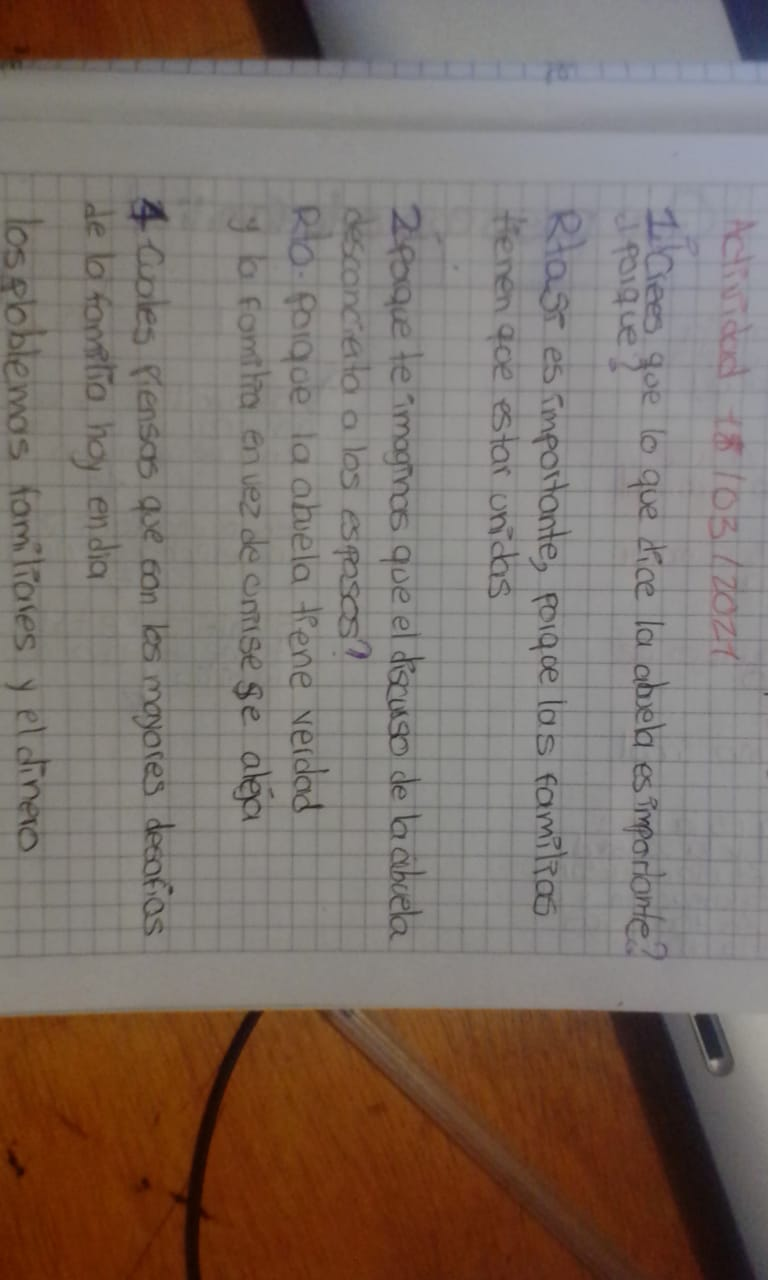 Actividad 18/03/2021
1 ¿Crees que lo que dice la abuela es importante?
¿porque?
Rta Si es importante, porque las familias
tienen que estar unidas
2 porque te imaginas que el discuso de la abuela
desconcierta a los esposos?
Rta. porque la abuela tiene verdad
y la familia en vez de unise se aleja
4 Cuales piensas que son los mayores desafios
de la familia hoy en dia
los ploblemas familiares y el dinero